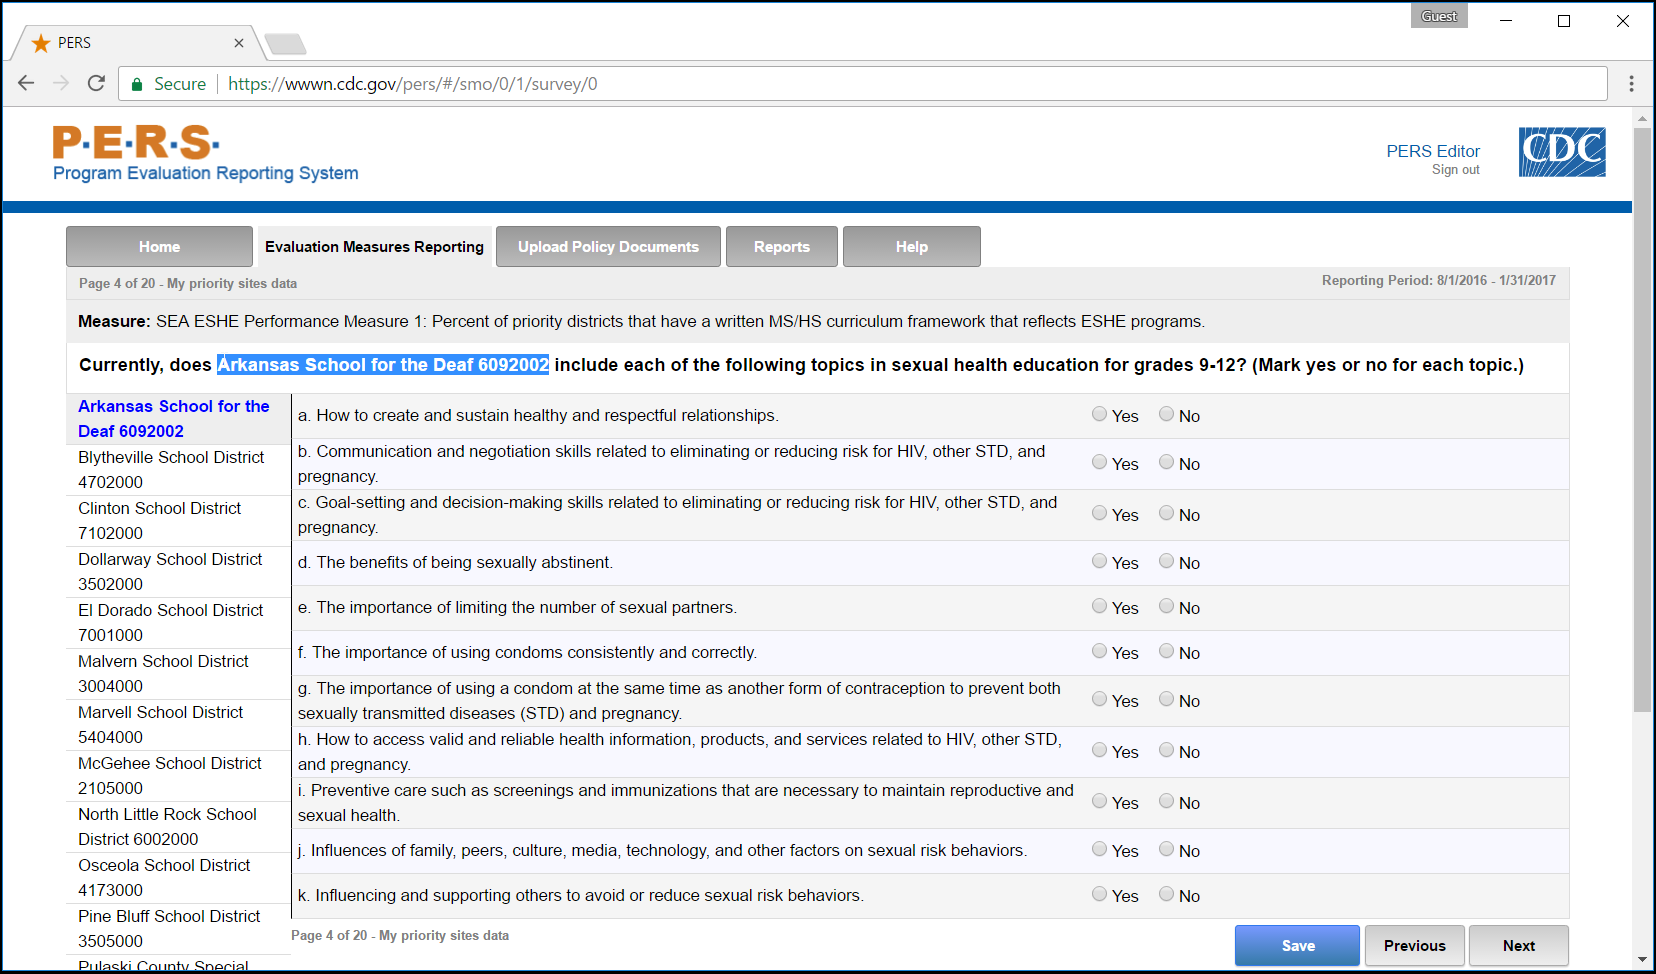 Guest
PERS
Secure
https://wwwn.cdc.gov/pers/#/smo/0/1/survey/0
P·E·R·S·
Program Evaluation Reporting System
PERS Editor
Sign out
CDC
Home
Evaluation Measures Reporting
Upload Policy Documents
Reports
Help
Page 4 of 20 - My priority sites data
Reporting Period: 8/1/2016 - 1/31/2017
Measure: SEA ESHE Performance Measure 1: Percent of priority districts that have a written MS/HS curriculum framework that reflects ESHE programs.
Currently, does Arkansas School for the Deaf 6092002 include each of the following topics in sexual health education for grades 9-12? (Mark yes or no for each topic.)
Arkansas School for the
Deaf 6092002
Blytheville School District
4702000
Clinton School District
7102000
Dollarway School District
3502000
El Dorado School District
7001000
Malvern School District
3004000
Marvell School District
5404000
McGehee School District
2105000
North Little Rock School
District 6002000
Osceola School District
4173000
Pine Bluff School District
3505000
Pulaski County Special
a. How to create and sustain healthy and respectful relationships.
Yes No
b. Communication and negotiation skills related to eliminating or reducing risk for HIV, other STD, and
pregnancy.
Yes No
c. Goal-setting and decision-making skills related to eliminating or reducing risk for HIV, other STD, and
pregnancy.
Yes No
d. The benefits of being sexually abstinent.
Yes No
e. The importance of limiting the number of sexual partners.
Yes No
f. The importance of using condoms consistently and correctly.
Yes No
g. The importance of using a condom at the same time as another form of contraception to prevent both
sexually transmitted diseases (STD) and pregnancy.
Yes No
h. How to access valid and reliable health information, products, and services related to HIV, other STD,
and pregnancy.
Yes No
i. Preventive care such as screenings and immunizations that are necessary to maintain reproductive and
sexual health.
Yes No
j. Influences of family, peers, culture, media, technology, and other factors on sexual risk behaviors.
Yes No
k. Influencing and supporting others to avoid or reduce sexual risk behaviors.
Yes No
Page 4 of 20 - My priority sites data
Save
Previous
Next